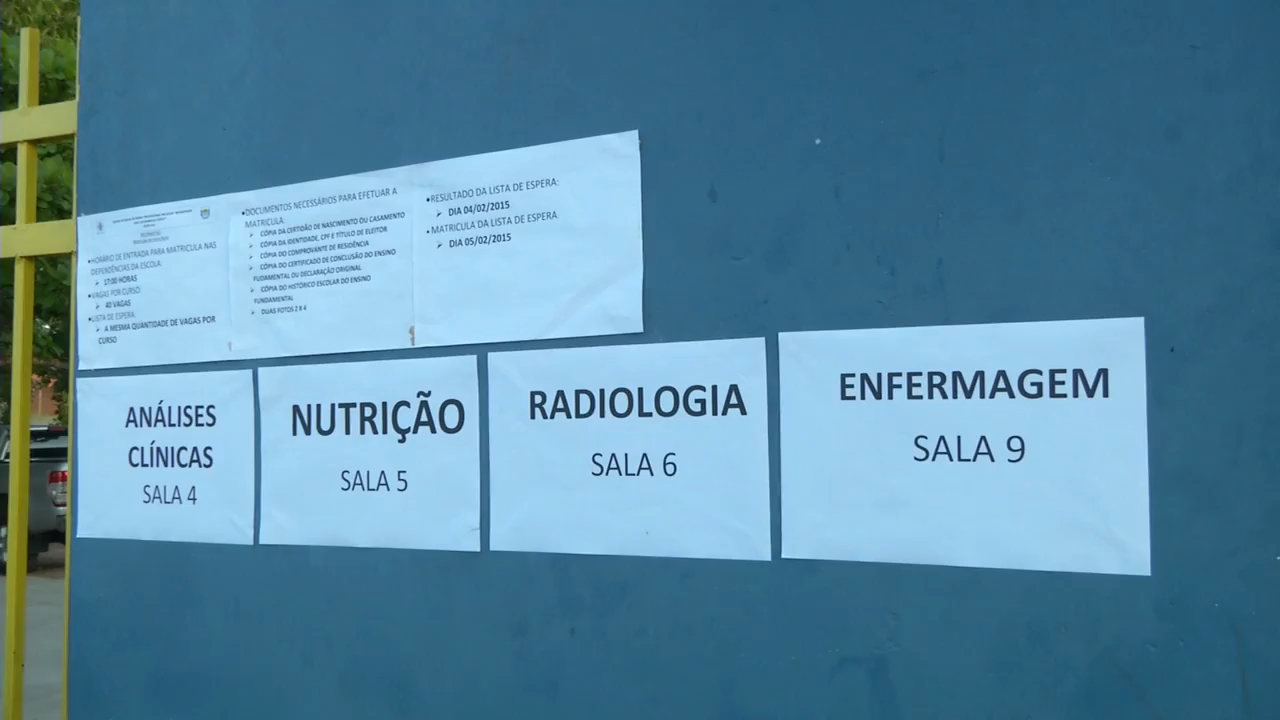 •HORÁRIO DE ENTRADA PARA MATRICULA NAS
DEPENDÊNCIAS DA ESCOLA:
➢ 17:00 HORAS
•VAGAS POR CURSO:
➢ 40 VAGAS
•LISTA DE ESPERA:
➢ A MESMA QUANTIDADE DE VAGAS POR
CURSO
•DOCUMENTOS NECESSÁRIOS PARA EFETUAR A
MATRICULA:
➢ CÓPIA DA CERTIDÃO DE NASCIMENTO OU CASAMENTO
➢ CÓPIA DA IDENTIDADE, CPF E TÍTULO DE ELEITOR
➢ CÓPIA DO COMPROVANTE DE RESIDÊNCIA
➢ CÓPIA DO CERTIFICADO DE CONCLUSÃO DO ENSINO
FUDAMENTAL OU DECLARAÇÃO ORIGINAL
➢ CÓPIA DO HISTÓRICO ESCOLAR DO ENSINO
FUNDAMENTAL
➢ DUAS FOTOS 2 X 4
•RESULTADO DA LISTA DE ESPERA:
➢ DIA 04/02/2015
• MATRICULA DA LISTA DE ESPERA
➢ DIA 05/02/2015
ANÁLISES
CLÍNICAS
SALA 4
NUTRIÇÃO
SALA 5
RADIOLOGIA
SALA 6
ENFERMAGEM
SALA 9